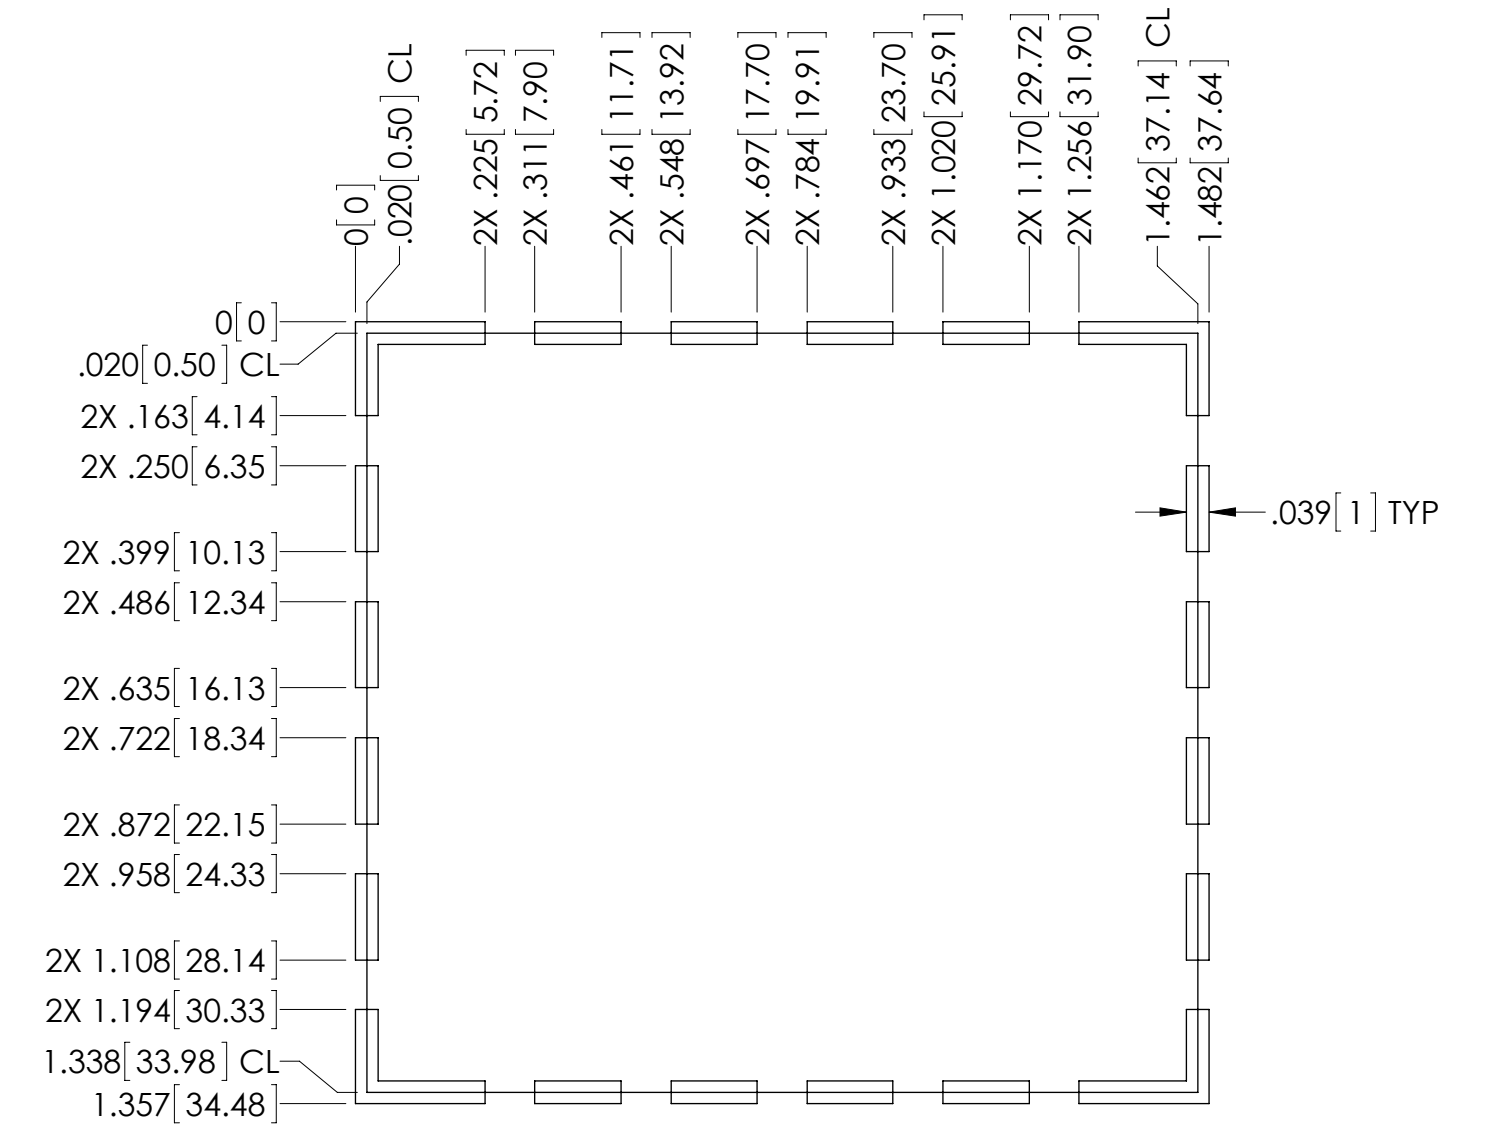 0[0]
.020[0.50] CL
2X .225[5.72]
2X .311[7.90]
2X .461[11.71]
2X .548[13.92]
2X .697[17.70]
2X .784[19.91]
2X .933[23.70]
2X 1.020[25.91]
2X 1.170[29.72]
2X 1.256[31.90]
1.462[37.14] CL
1.482[37.64]
0[0]
.020[0.50] CL
2X .163[4.14]
2X .250[6.35]
.039[1] TYP
2X .399[10.13]
2X .486[12.34]
2X .635[16.13]
2X .722[18.34]
2X .872[22.15]
2X .958[24.33]
2X 1.108[28.14]
2X 1.194[30.33]
1.338[33.98] CL
1.357[34.48]